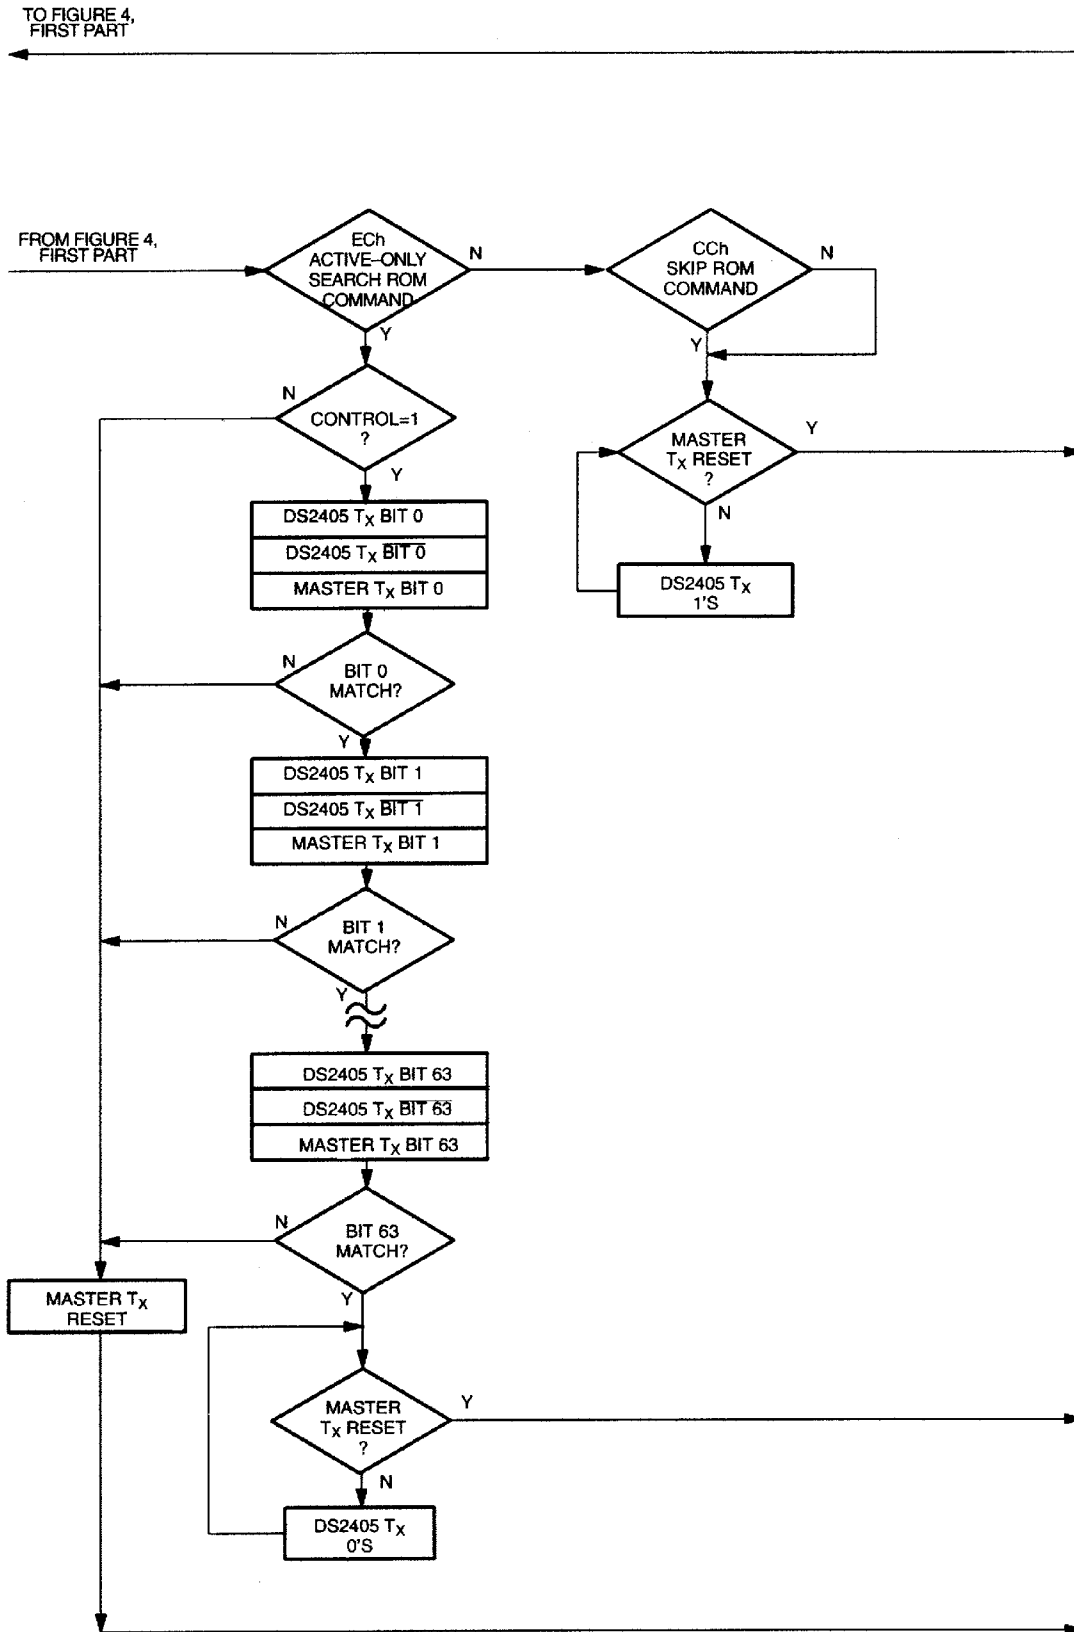 TO FIGURE 4,
FIRST PART
FROM FIGURE 4,
FIRST PART
ECh
ACTIVE–ONLY
SEARCH ROM
COMMAND
N
Y
CCh
SKIP ROM
COMMAND
N
Y
N
CONTROL=1
?
Y
MASTER
TX RESET
?
Y
N
DS2405 TX
1'S
DS2405 TX BIT 0
DS2405 TX B̅I̅T̅ ̅0̅
MASTER TX BIT 0
N
BIT 0
MATCH?
Y
DS2405 TX BIT 1
DS2405 TX B̅I̅T̅ ̅1̅
MASTER TX BIT 1
N
BIT 1
MATCH?
Y
DS2405 TX BIT 63
DS2405 TX B̅I̅T̅ ̅6̅3̅
MASTER TX BIT 63
N
BIT 63
MATCH?
Y
MASTER TX
RESET
MASTER
TX RESET
?
Y
N
DS2405 TX
0'S